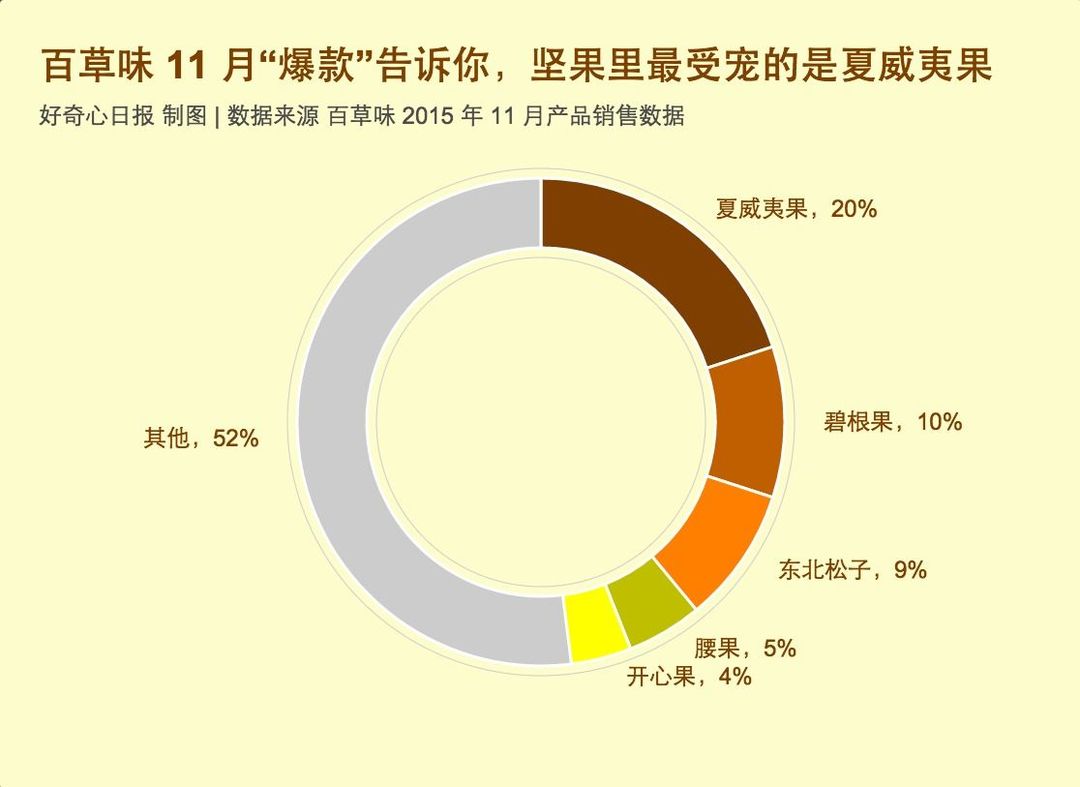 百草味 11 月“爆款”告诉你，坚果里最受宠的是夏威夷果
好奇心日报 制图 | 数据来源 百草味 2015 年 11 月产品销售数据
夏威夷果，20%
碧根果，10%
其他，52%
东北松子，9%
腰果，5%
开心果，4%